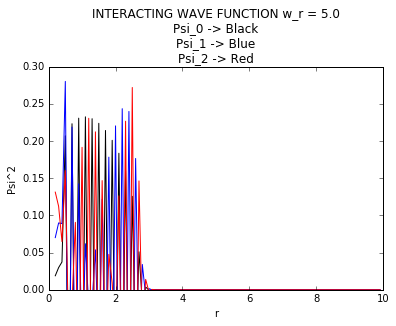 INTERACTING WAVE FUNCTION w_r = 5.0
Psi_0 -> Black
Psi_1 -> Blue
Psi_2 -> Red
0.30
0.25
0.20
0.15
0.10
0.05
0.00
Psi^2
0 2 4 6 8 10
r